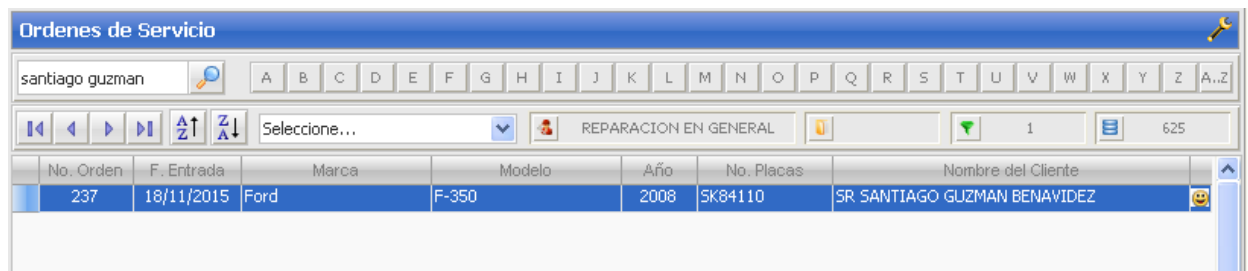 Ordenes de Servicio
santiago guzman A B C D E F G H I J K L M N O P Q R S T U V W X Y Z A..Z
A Z Z A Seleccione... REPARACION EN GENERAL 1 625
No. Orden F. Entrada Marca Modelo Año No. Placas Nombre del Cliente
237 18/11/2015 Ford F-350 2008 SK84110 SR SANTIAGO GUZMAN BENAVIDEZ